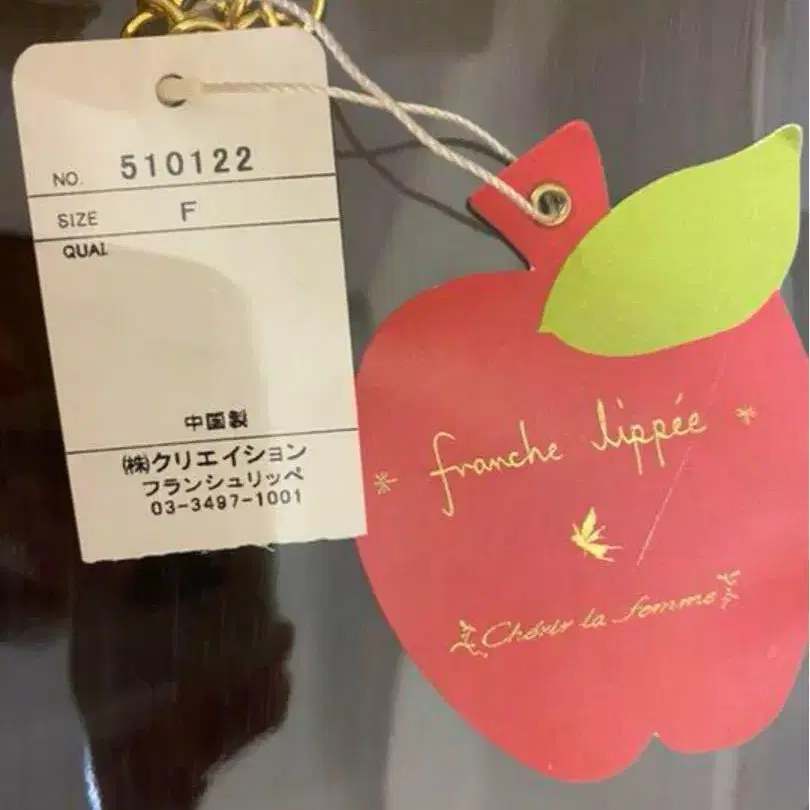 NO. 510122
SIZE F
QUAL
中国製
㈱クリエイション
フランシュリッペ
03-3497-1001
franche lippée
Chérir la femme